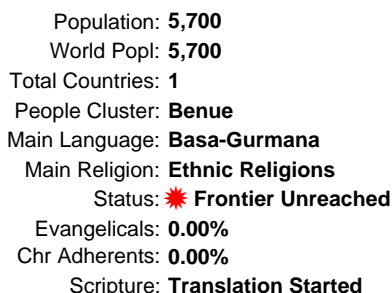 Population: 5,700
World Popl: 5,700
Total Countries: 1
People Cluster: Benue
Main Language: Basa-Gurmana
Main Religion: Ethnic Religions
Status: Frontier Unreached
Evangelicals: 0.00%
Chr Adherents: 0.00%
Scripture: Translation Started